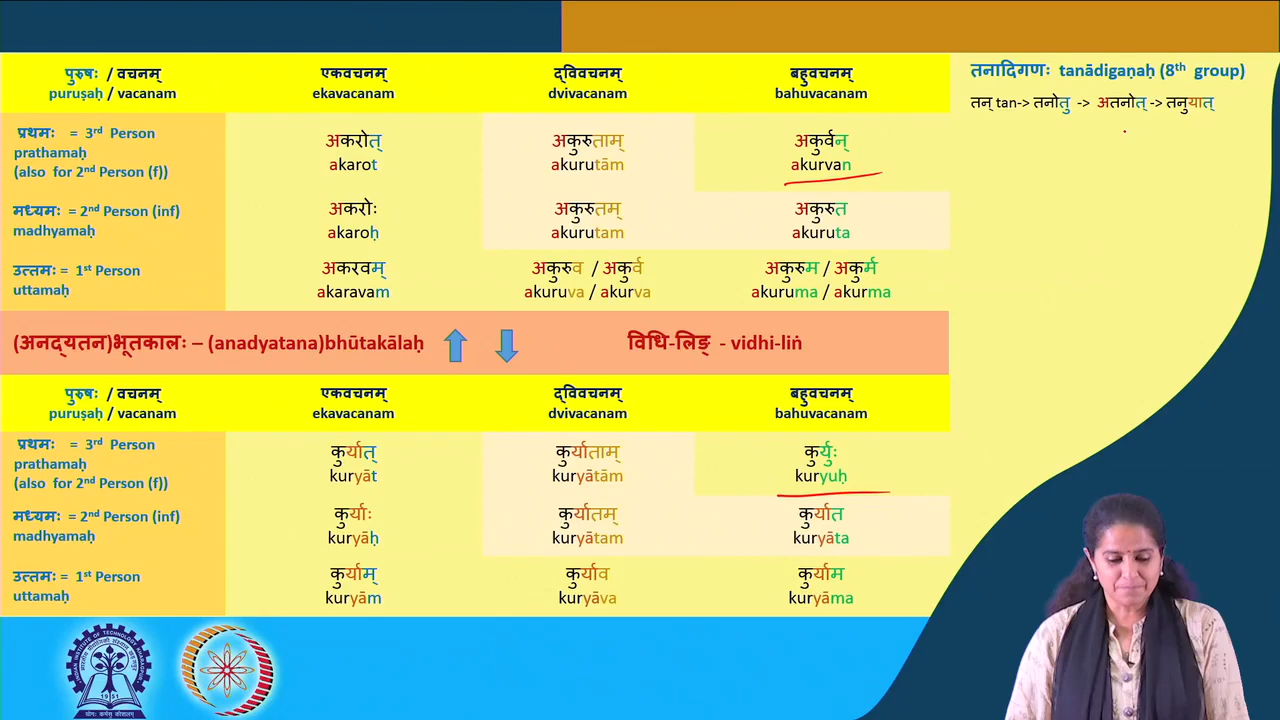 पुरुषः / वचनम् एकवचनम् द्विवचनम् बहुवचनम्
puruṣaḥ / vacanam ekavacanam dvivacanam bahuvacanam
प्रथमः = 3rd Person अकरोत् अकुरुताम् अकुर्वन्
prathamaḥ akarot akurutām akurvan
(also for 2nd Person (f))
मध्यमः = 2nd Person (inf) अकरोः अकुरुतम् अकुरुत
madhyamaḥ akaroḥ akurutam akuruta
उत्तमः = 1st Person अकरवम् अकुरुव / अकुर्व अकुरुम / अकुर्म
uttamaḥ akaravam akuruva / akurva akuruma / akurma
(अनद्यतन)भूतकालः – (anadyatana)bhūtakālaḥ विधि-लिङ् - vidhi-liṅ
पुरुषः / वचनम् एकवचनम् द्विवचनम् बहुवचनम्
puruṣaḥ / vacanam ekavacanam dvivacanam bahuvacanam
प्रथमः = 3rd Person कुर्यात् कुर्याताम् कुर्युः
prathamaḥ kuryāt kuryātām kuryuḥ
(also for 2nd Person (f))
मध्यमः = 2nd Person (inf) कुर्याः कुर्यातम् कुर्यात
madhyamaḥ kuryāḥ kuryātam kuryāta
उत्तमः = 1st Person कुर्याम् कुर्याव कुर्याम
uttamaḥ kuryām kuryāva kuryāma
तनादिगणः tanādigaṇaḥ (8th group)
तन् tan-> तनोतु -> अतनोत् -> तनुयात्